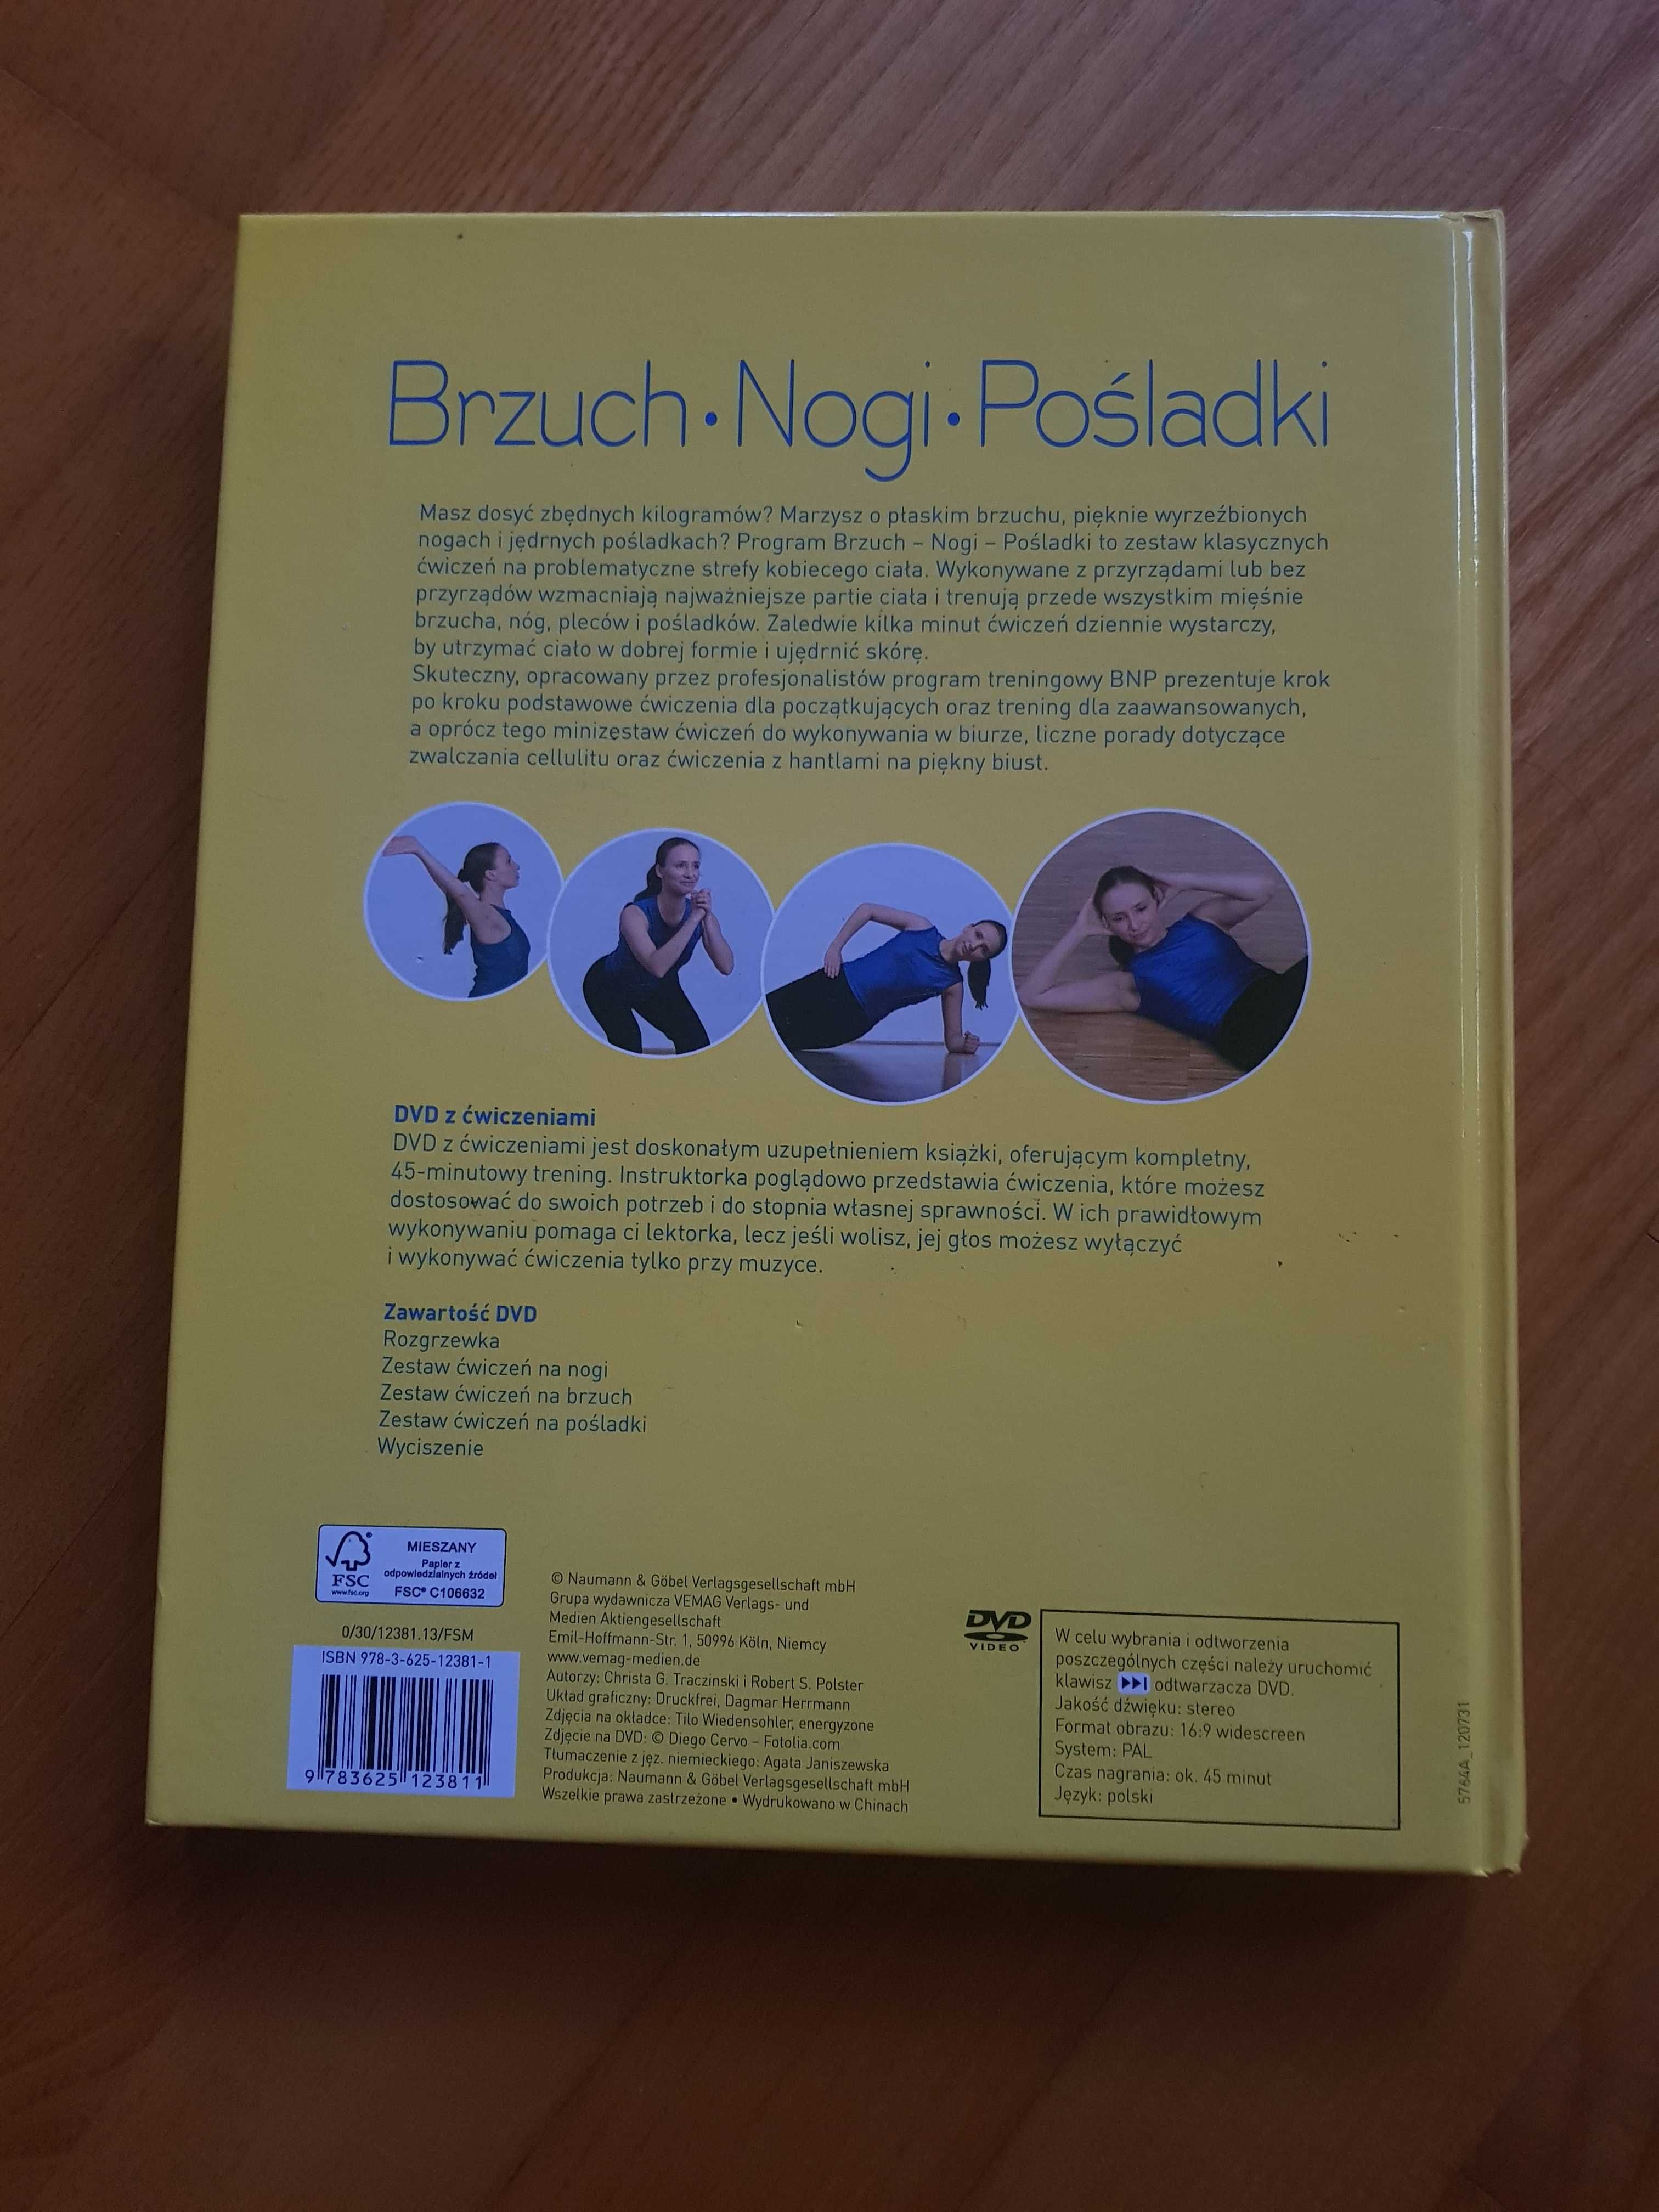 Brzuch • Nogi • Pośladki
Masz dosyć zbędnych kilogramów? Marzysz o płaskim brzuchu, pięknie wyrzeźbionych
nogach i jędrnych pośladkach? Program Brzuch – Nogi – Pośladki to zestaw klasycznych
ćwiczeń na problematyczne strefy kobiecego ciała. Wykonywane z przyrządami lub bez
przyrządów wzmacniają najważniejsze partie ciała i trenują przede wszystkim mięśnie
brzucha, nóg, pleców i pośladków. Zaledwie kilka minut ćwiczeń dziennie wystarczy,
by utrzymać ciało w dobrej formie i ujędrnić skórę.
Skuteczny, opracowany przez profesjonalistów program treningowy BNP prezentuje krok
po kroku podstawowe ćwiczenia dla początkujących oraz trening dla zaawansowanych,
a oprócz tego minizestaw ćwiczeń do wykonywania w biurze, liczne porady dotyczące
zwalczania cellulitu oraz ćwiczenia z hantlami na piękny biust.
DVD z ćwiczeniami
DVD z ćwiczeniami jest doskonałym uzupełnieniem książki, oferującym kompletny,
45-minutowy trening. Instruktorka poglądowo przedstawia ćwiczenia, które możesz
dostosować do swoich potrzeb i do stopnia własnej sprawności. W ich prawidłowym
wykonywaniu pomaga ci lektorka, lecz jeśli wolisz, jej głos możesz wyłączyć
i wykonywać ćwiczenia tylko przy muzyce.
Zawartość DVD
Rozgrzewka
Zestaw ćwiczeń na nogi
Zestaw ćwiczeń na brzuch
Zestaw ćwiczeń na pośladki
Wyciszenie
FSC
www.fsc.org
MIESZANY
Papier z
odpowiedzialnych źródeł
FSC® C106632
0/30/12381.13/FSM
ISBN 978-3-625-12381-1
9 783625 123811
© Naumann & Göbel Verlagsgesellschaft mbH
Grupa wydawnicza VEMAG Verlags- und
Medien Aktiengesellschaft
Emil-Hoffmann-Str. 1, 50996 Köln, Niemcy
www.vemag-medien.de
Autorzy: Christa G. Traczinski i Robert S. Polster
Układ graficzny: Druckfrei, Dagmar Herrmann
Zdjęcia na okładce: Tilo Wiedensohler, energyzone
Zdjęcie na DVD: © Diego Cervo – Fotolia.com
Tłumaczenie z jęz. niemieckiego: Agata Janiszewska
Produkcja: Naumann & Göbel Verlagsgesellschaft mbH
Wszelkie prawa zastrzeżone • Wydrukowano w Chinach
DVD
VIDEO
W celu wybrania i odtworzenia
poszczególnych części należy uruchomić
klawisz odtwarzacza DVD.
Jakość dźwięku: stereo
Format obrazu: 16:9 widescreen
System: PAL
Czas nagrania: ok. 45 minut
Język: polski
5764A_120731